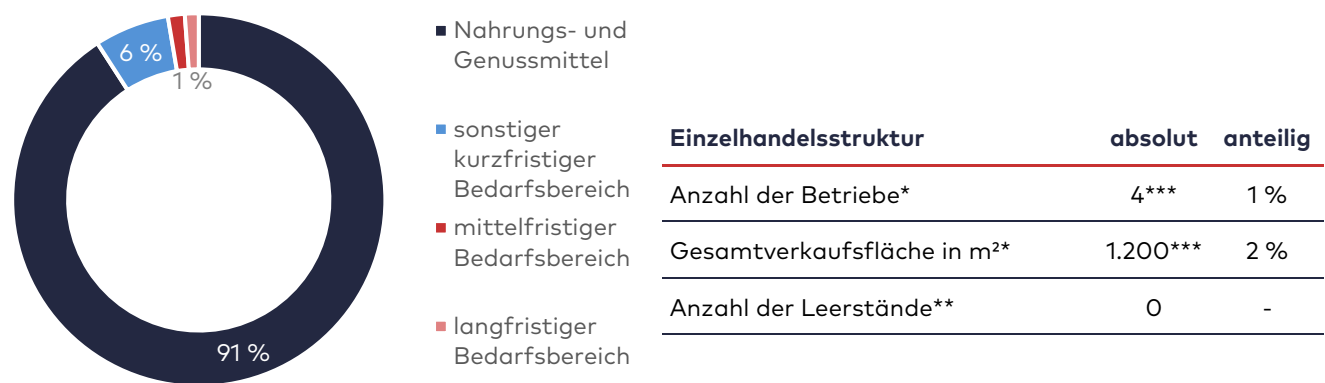 6 %
1 %
91 %
Nahrungs- und
Genussmittel
sonstiger
kurzfristiger
Bedarfsbereich
mittelfristiger
Bedarfsbereich
langfristiger
Bedarfsbereich
Einzelhandelsstruktur absolut anteilig
Anzahl der Betriebe* 4*** 1 %
Gesamtverkaufsfläche in m²* 1.200*** 2 %
Anzahl der Leerstände** 0 -